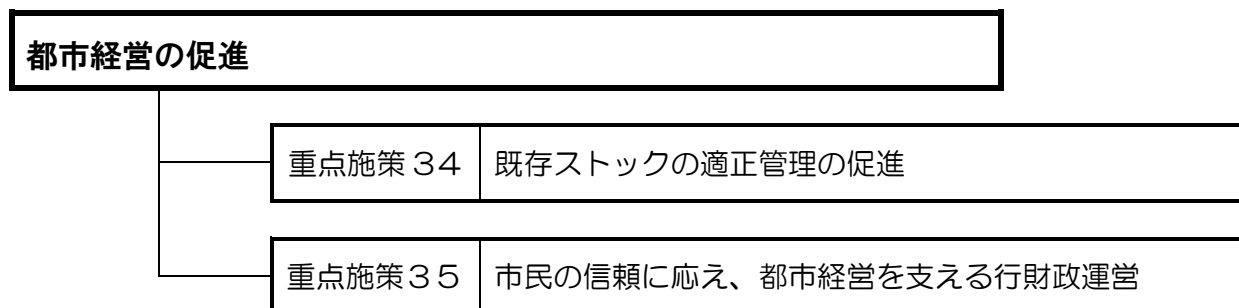 都市経営の促進
重点施策３４ 既存ストックの適正管理の促進
重点施策３５ 市民の信頼に応え、都市経営を支える行財政運営